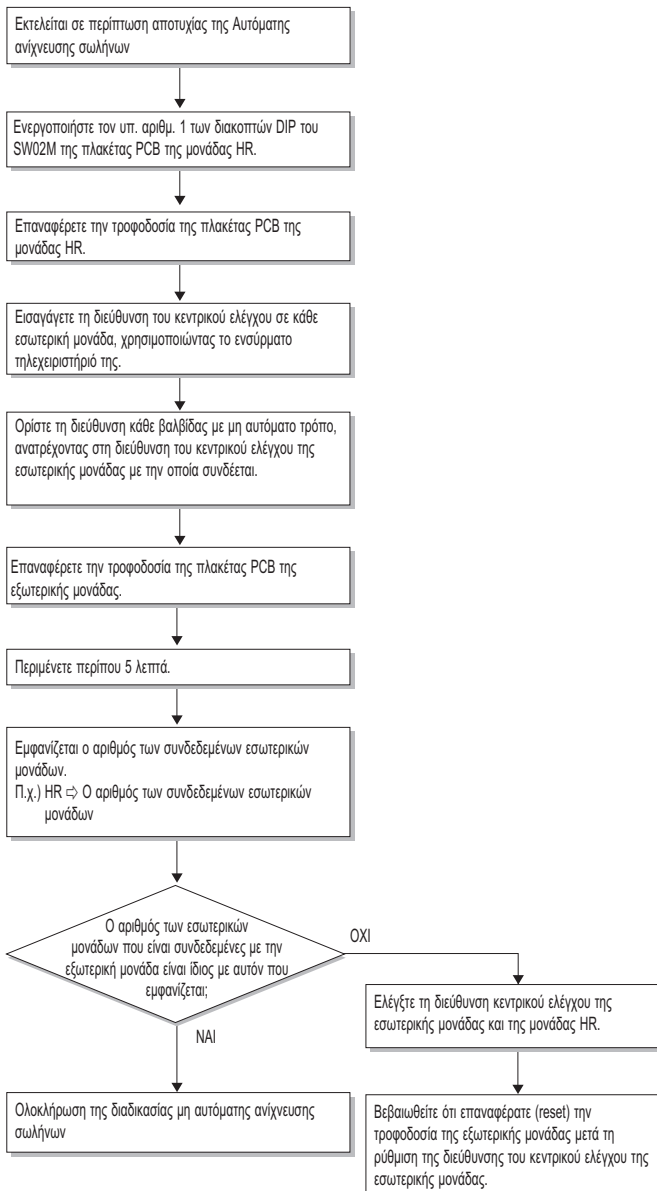 Εκτελείται σε περίπτωση αποτυχίας της Αυτόματης
ανίχνευσης σωλήνων
Ενεργοποιήστε τον υπ. αριθμ. 1 των διακοπτών DIP του
SW02M της πλακέτας PCB της μονάδας HR.
Επαναφέρετε την τροφοδοσία της πλακέτας PCB της
μονάδας HR.
Εισαγάγετε τη διεύθυνση του κεντρικού ελέγχου σε κάθε
εσωτερική μονάδα, χρησιμοποιώντας το ενσύρματο
τηλεχειριστήριό της.
Ορίστε τη διεύθυνση κάθε βαλβίδας με μη αυτόματο τρόπο,
ανατρέχοντας στη διεύθυνση του κεντρικού ελέγχου της
εσωτερικής μονάδας με την οποία συνδέεται.
Επαναφέρετε την τροφοδοσία της πλακέτας PCB της
εξωτερικής μονάδας.
Περιμένετε περίπου 5 λεπτά.
Εμφανίζεται ο αριθμός των συνδεδεμένων εσωτερικών
μονάδων.
Π.χ.) HR ⇨ Ο αριθμός των συνδεδεμένων εσωτερικών
μονάδων
Ο αριθμός των εσωτερικών
μονάδων που είναι συνδεδεμένες με την
εξωτερική μονάδα είναι ίδιος με αυτόν που
εμφανίζεται;
ΟΧΙ
ΝΑΙ
Ελέγξτε τη διεύθυνση κεντρικού ελέγχου της
εσωτερικής μονάδας και της μονάδας HR.
Ολοκλήρωση της διαδικασίας μη αυτόματης ανίχνευσης
σωλήνων
Βεβαιωθείτε ότι επαναφέρατε (reset) την
τροφοδοσία της εξωτερικής μονάδας μετά τη
ρύθμιση της διεύθυνσης του κεντρικού ελέγχου της
εσωτερικής μονάδας.